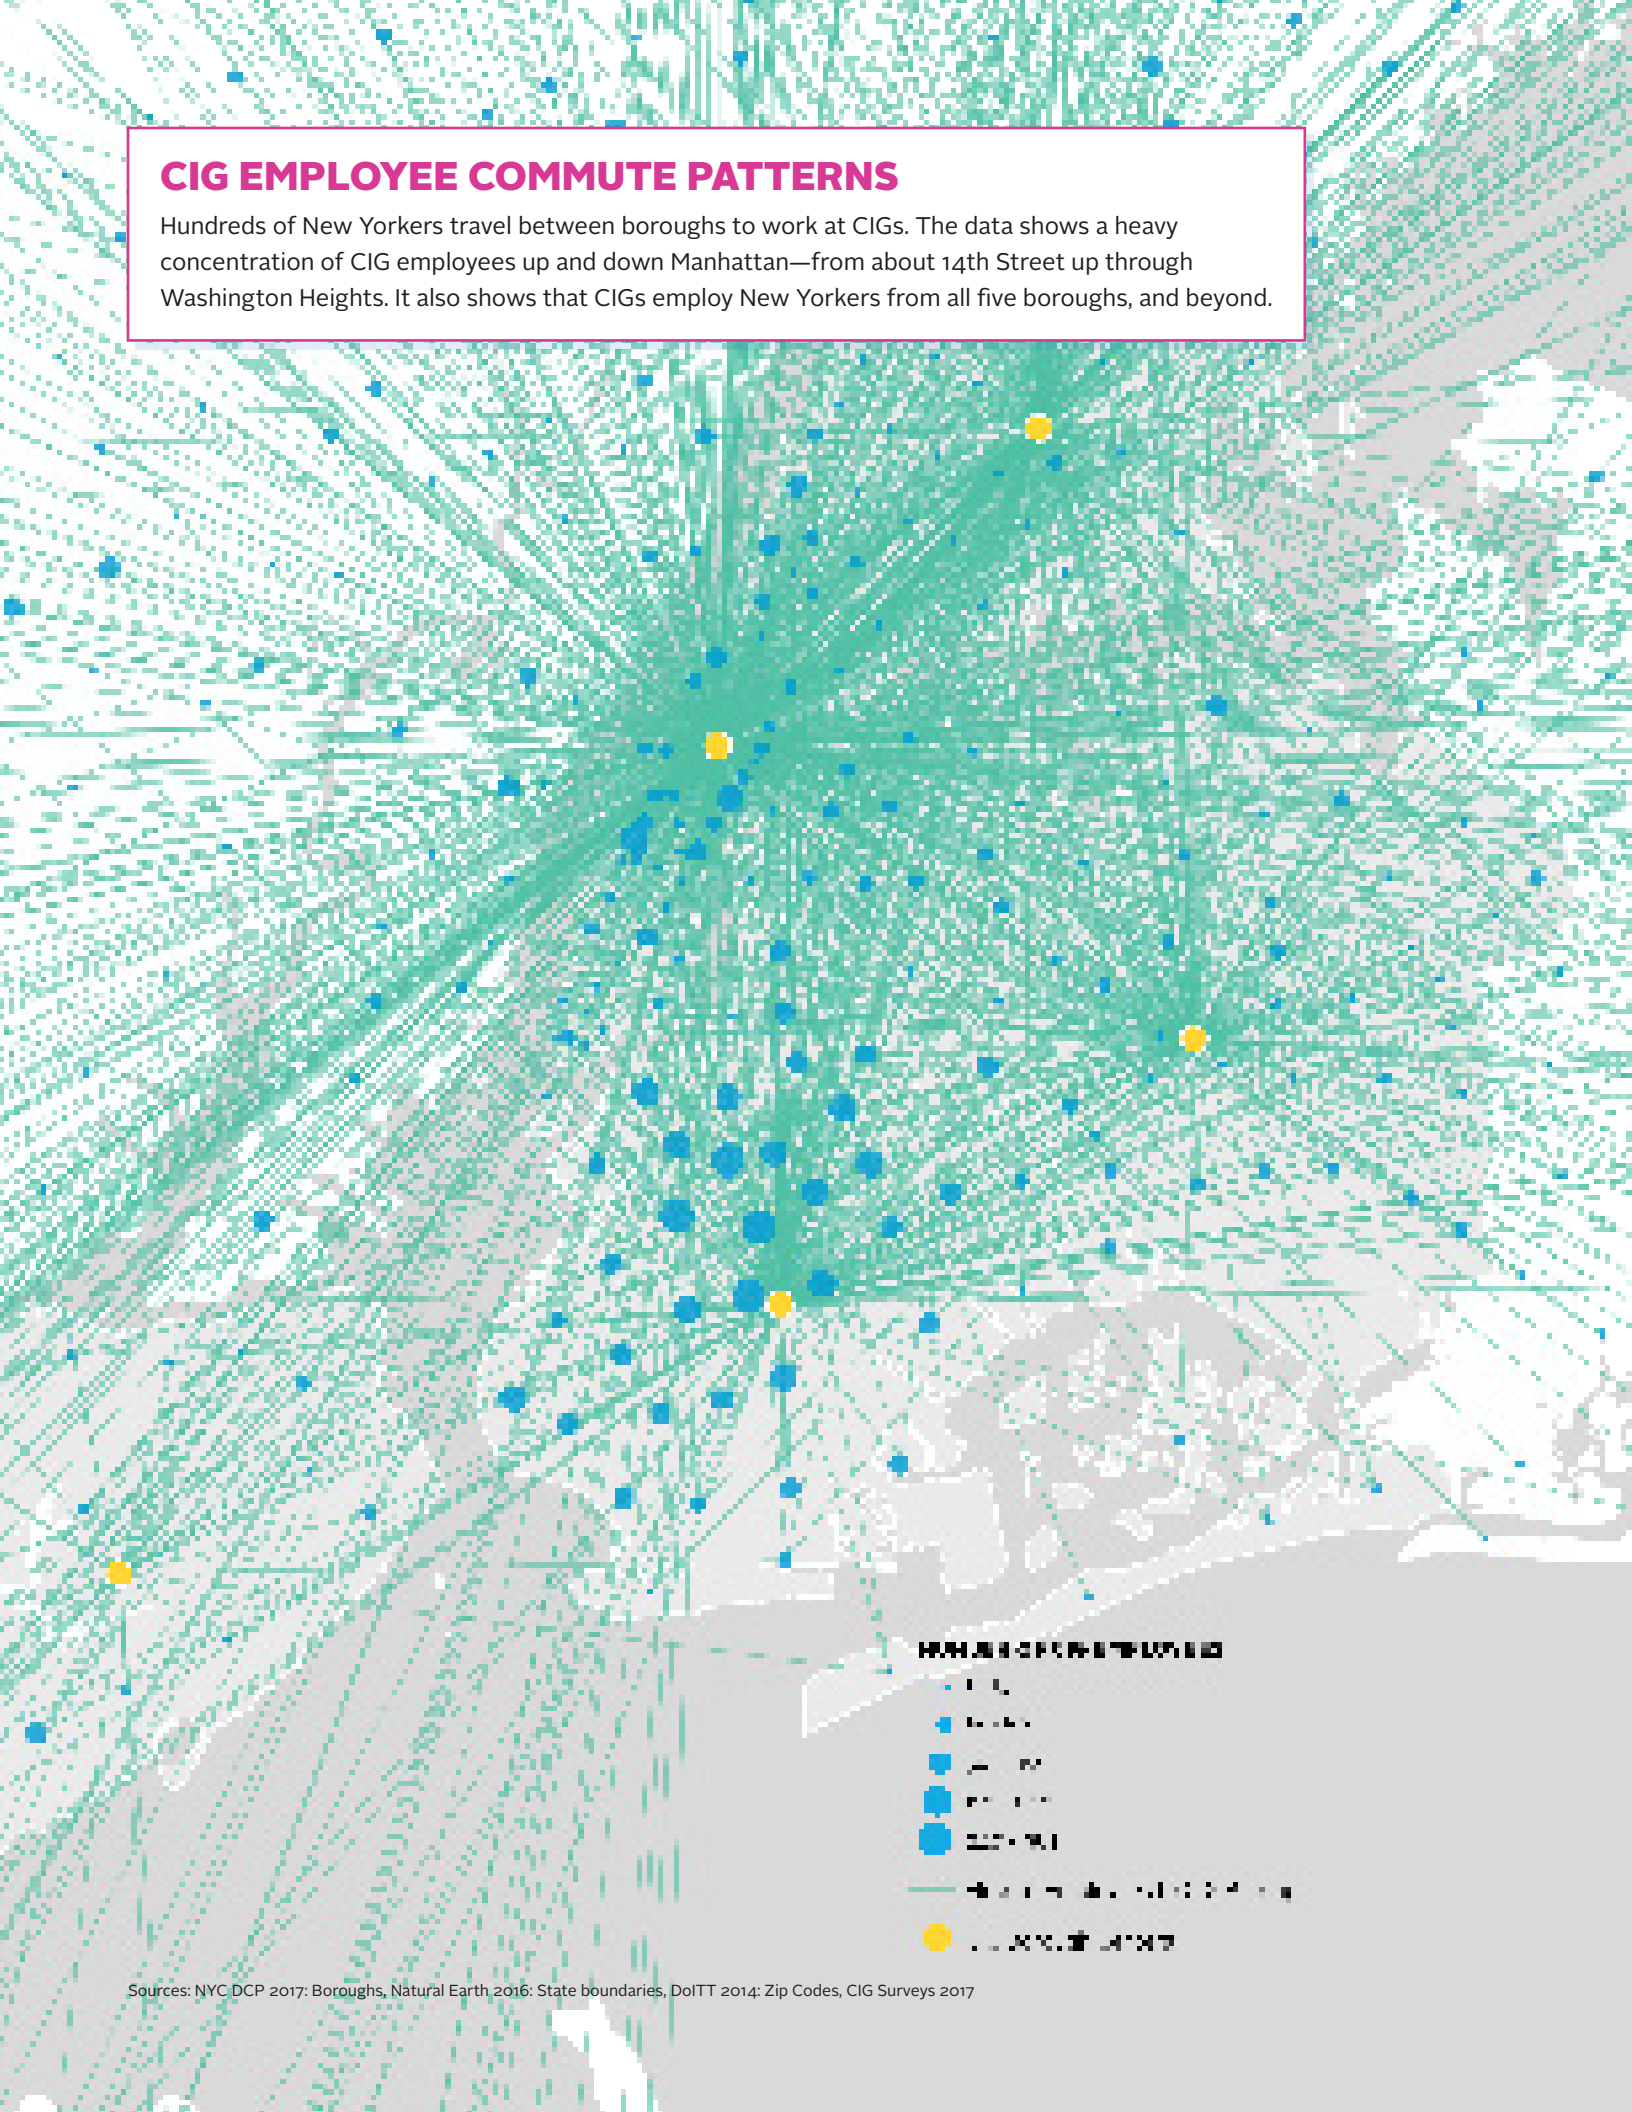 CIG EMPLOYEE COMMUTE PATTERNS
Hundreds of New Yorkers travel between boroughs to work at CIGs. The data shows a heavy
concentration of CIG employees up and down Manhattan—from about 14th Street up through
Washington Heights. It also shows that CIGs employ New Yorkers from all five boroughs, and beyond.
Sources: NYC DCP 2017: Boroughs, Natural Earth 2016: State boundaries, DoITT 2014: Zip Codes, CIG Surveys 2017